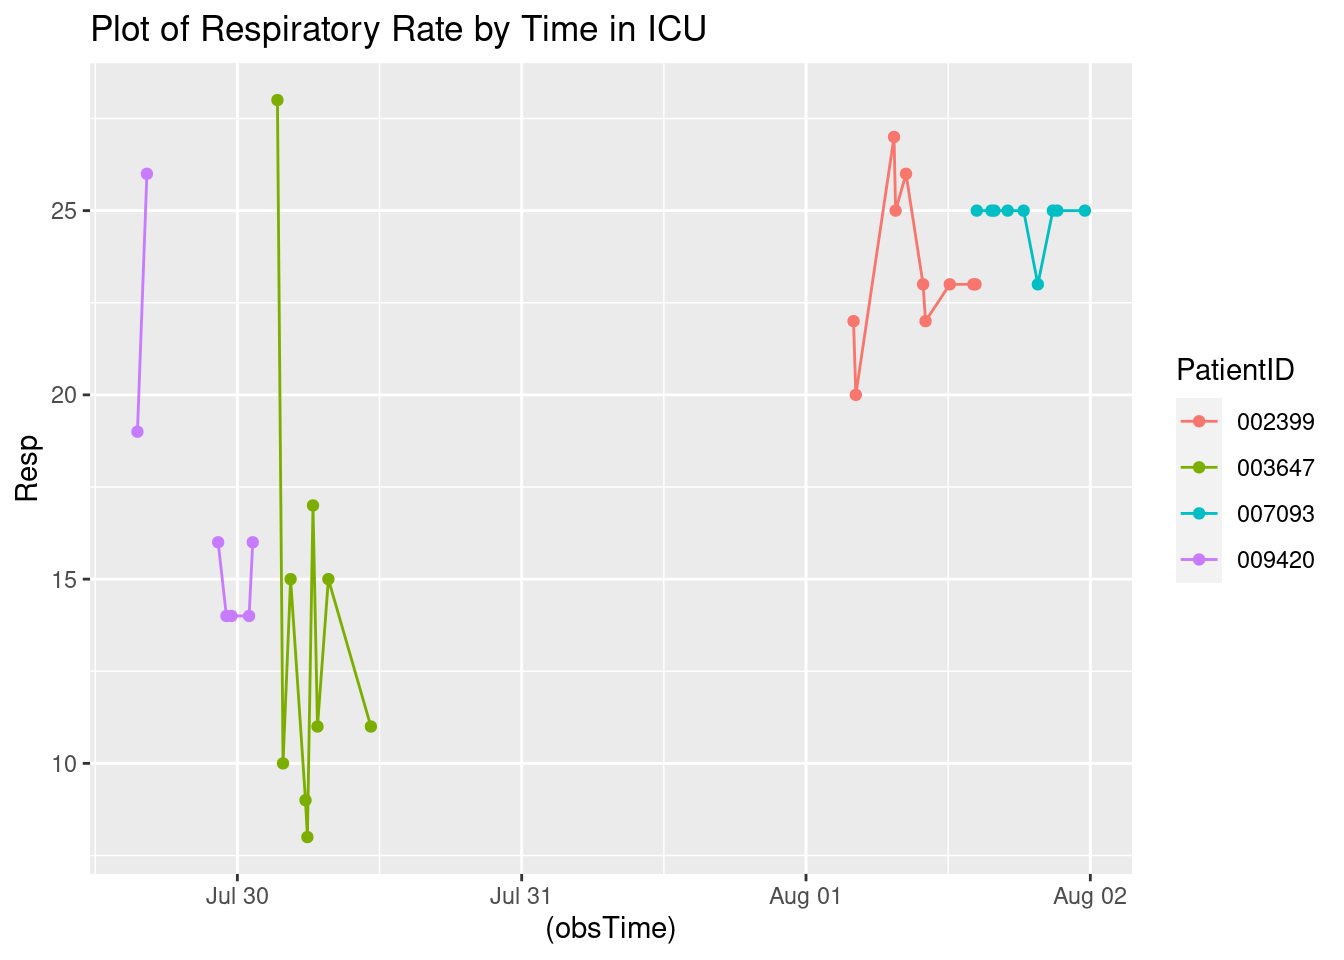 Plot of Respiratory Rate by Time in ICU
Resp
25
20
15
10
Jul 30
Jul 31
Aug 01
Aug 02
(obsTime)
PatientID
002399
003647
007093
009420